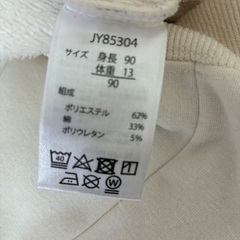 JY85304
サイズ 身長 90
体重 13
90
組成
ポリエステル 62%
綿 33%
ポリウレタン 5%
40
W